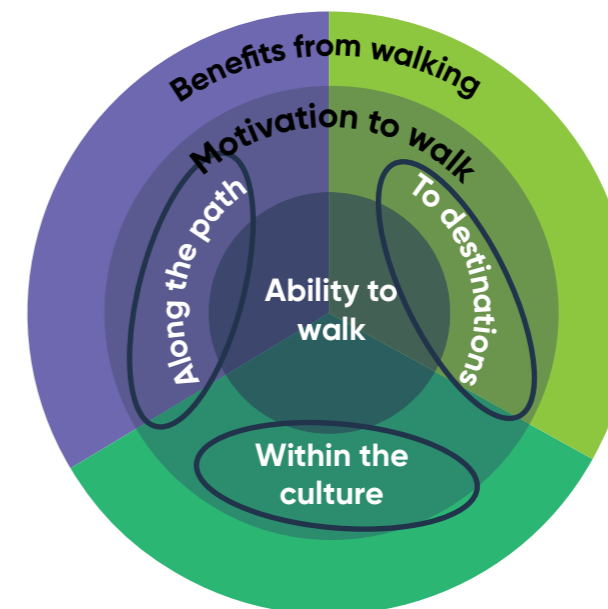 Benefits from walking
Motivation to walk
Along the path
To destinations
Ability to
walk
Within the
culture